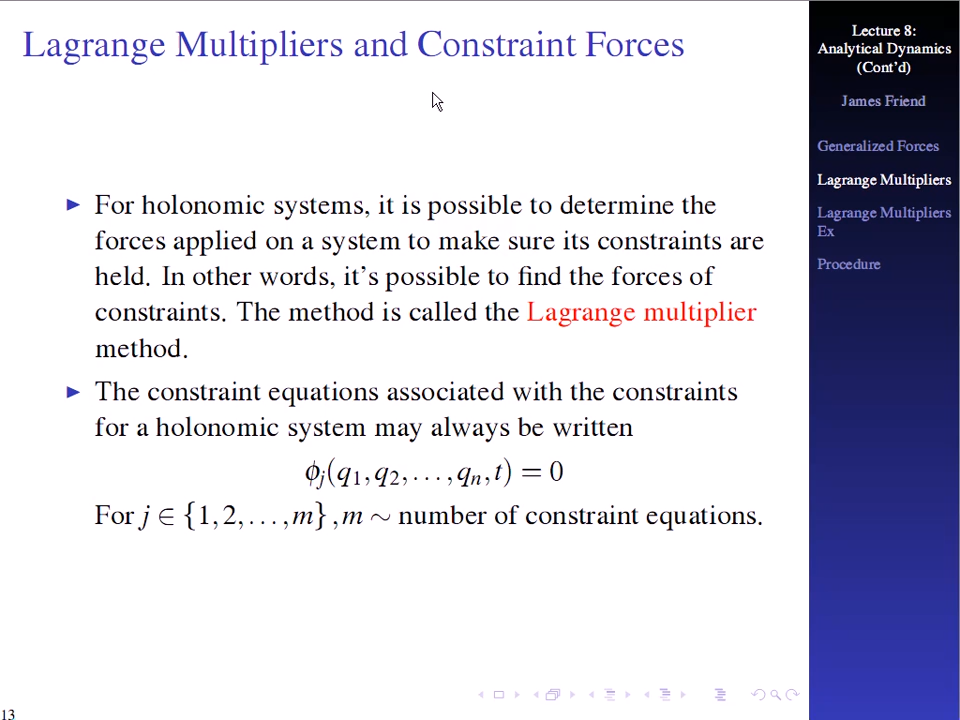 Lagrange Multipliers and Constraint Forces
▶ For holonomic systems, it is possible to determine the
forces applied on a system to make sure its constraints are
held. In other words, it's possible to find the forces of
constraints. The method is called the Lagrange multiplier
method.
▶ The constraint equations associated with the constraints
for a holonomic system may always be written
ϕj(q1, q2, . . . , qn, t) = 0
For j ∈ {1, 2, . . . , m} , m ∼ number of constraint equations.
13
Lecture 8:
Analytical Dynamics
(Cont'd)
James Friend
Generalized Forces
Lagrange Multipliers
Lagrange Multipliers
Ex
Procedure